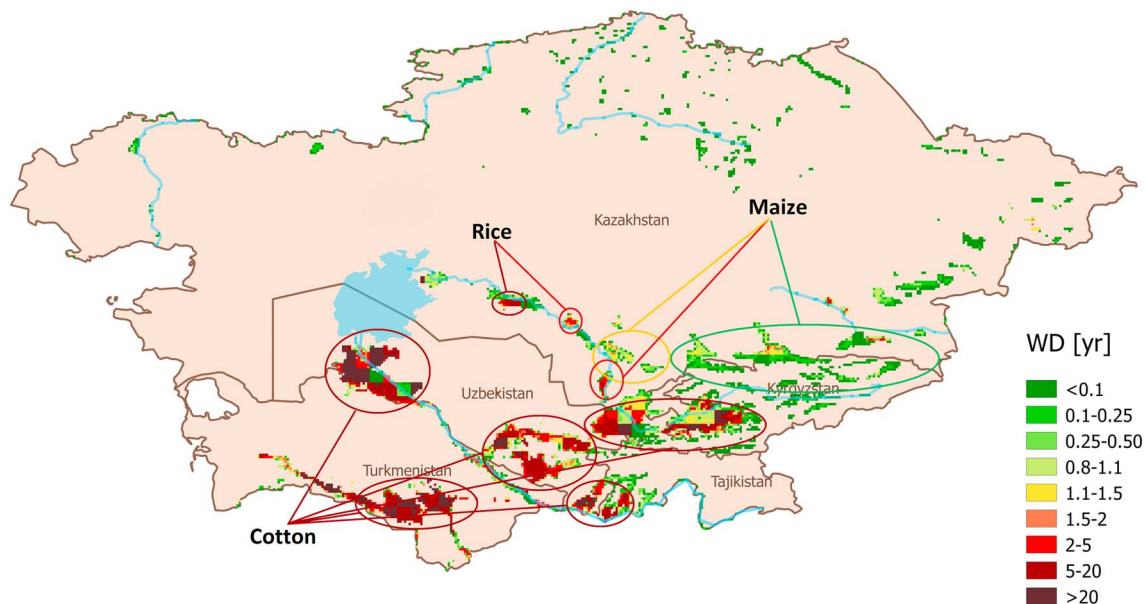 Kazakhstan
Maize
Rice
WD [yr]
Uzbekistan
Kyrgyzstan
<0.1
0.1-0.25
0.25-0.50
Turkmenistan
Tajikistan
0.8-1.1
1.1-1.5
1.5-2
Cotton
2-5
5-20
>20